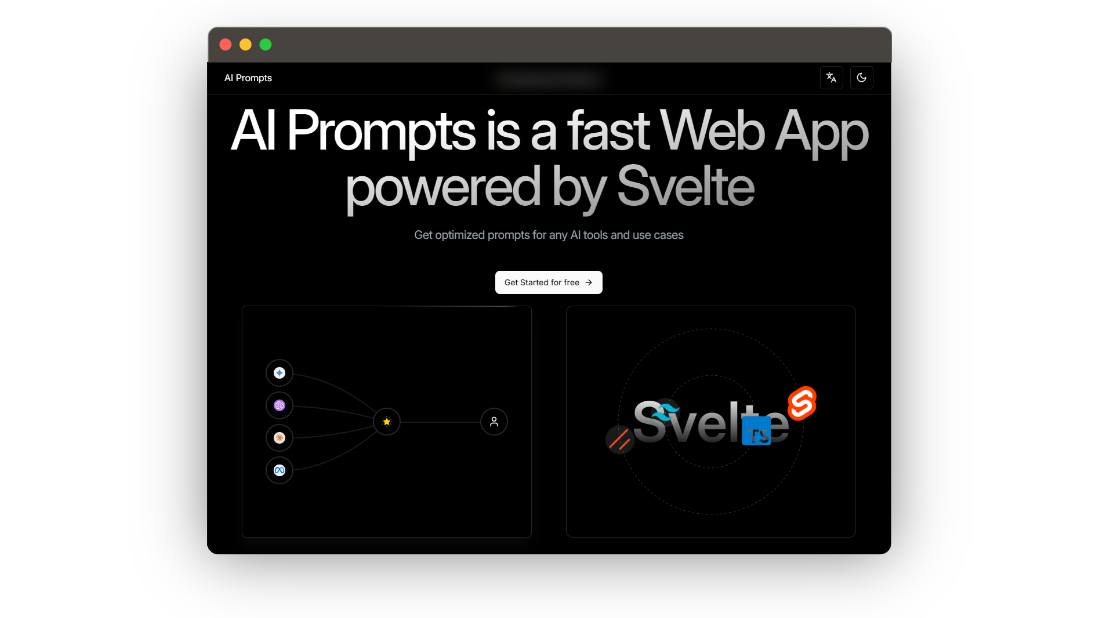 AI Prompts
AI Prompts is a fast Web App
powered by Svelte
Get optimized prompts for any AI tools and use cases
Get Started for free →
Svelte
TS